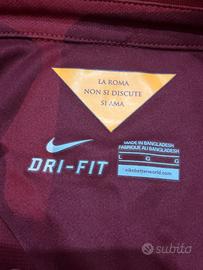 LA ROMA
NON SI DISCUTE
SI AMA
DRI-FIT
MADE IN BANGLADESH
FABRIQUÉ AU BANGLADESH
L G G
nikebetterworld.com
subito